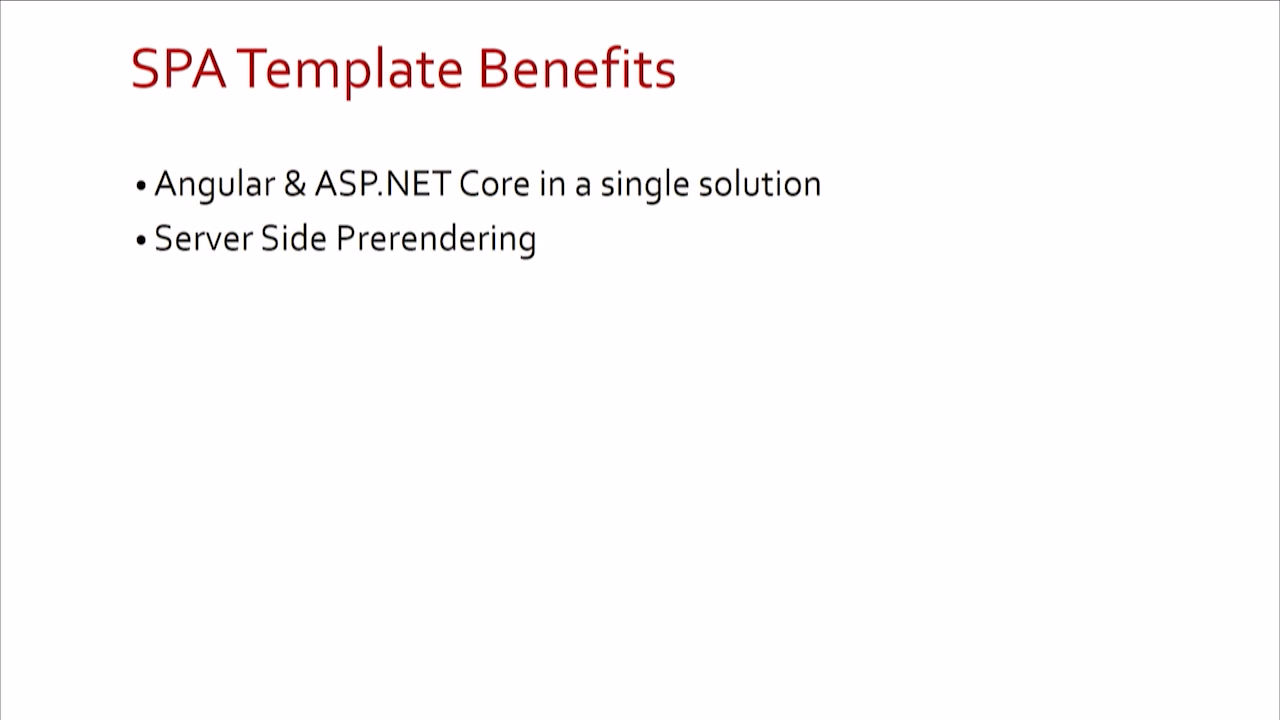 SPA Template Benefits
• Angular & ASP.NET Core in a single solution
• Server Side Prerendering